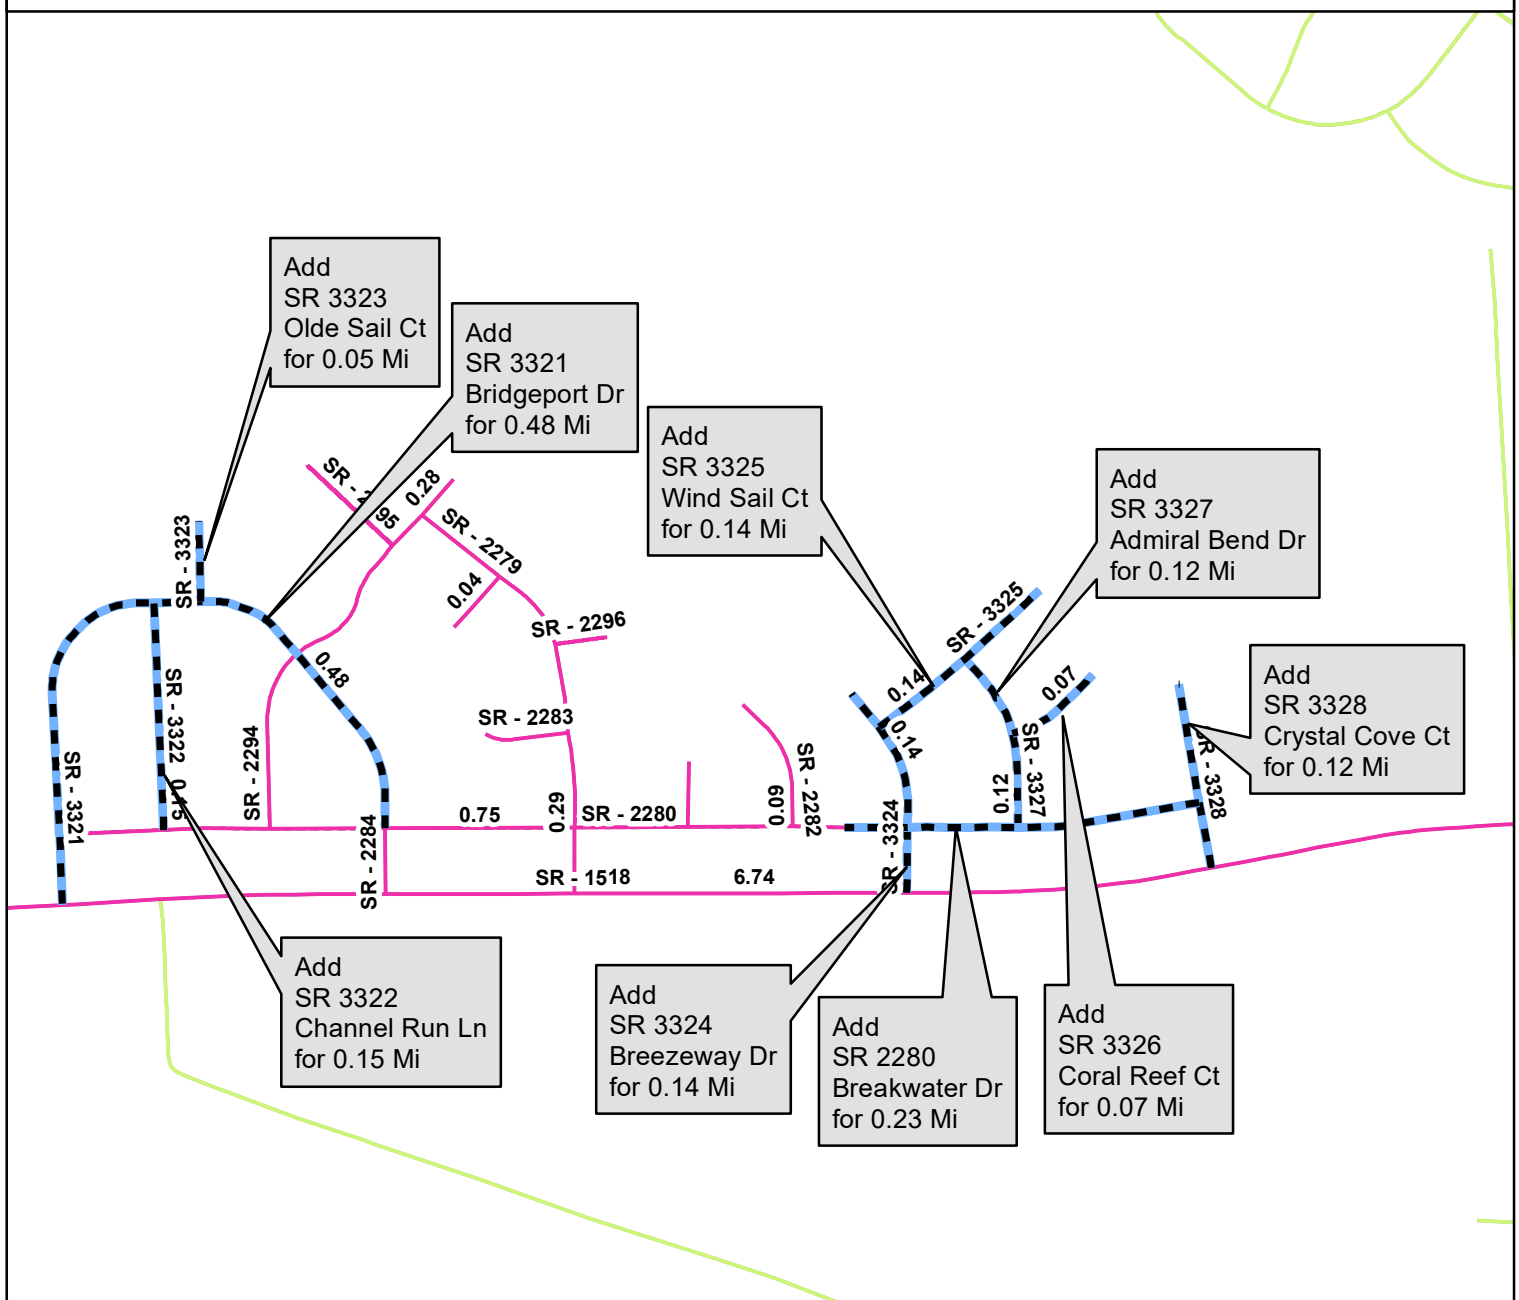 Add
SR 3323
Olde Sail Ct
for 0.05 Mi
Add
SR 3321
Bridgeport Dr
for 0.48 Mi
Add
SR 3325
Wind Sail Ct
for 0.14 Mi
Add
SR 3327
Admiral Bend Dr
for 0.12 Mi
Add
SR 3328
Crystal Cove Ct
for 0.12 Mi
SR - 3323
0.28
SR - 2279
0.04
SR - 2296
SR - 3325
0.14
0.07
0.48
SR - 3322
0.15
SR - 2283
0.14
SR - 3321
SR - 2294
SR - 2284
0.75
0.29
SR - 2280
0.09
SR - 2282
SR - 3324
0.12
SR - 3327
SR - 3328
SR - 1518
6.74
Add
SR 3322
Channel Run Ln
for 0.15 Mi
Add
SR 3324
Breezeway Dr
for 0.14 Mi
Add
SR 2280
Breakwater Dr
for 0.23 Mi
Add
SR 3326
Coral Reef Ct
for 0.07 Mi